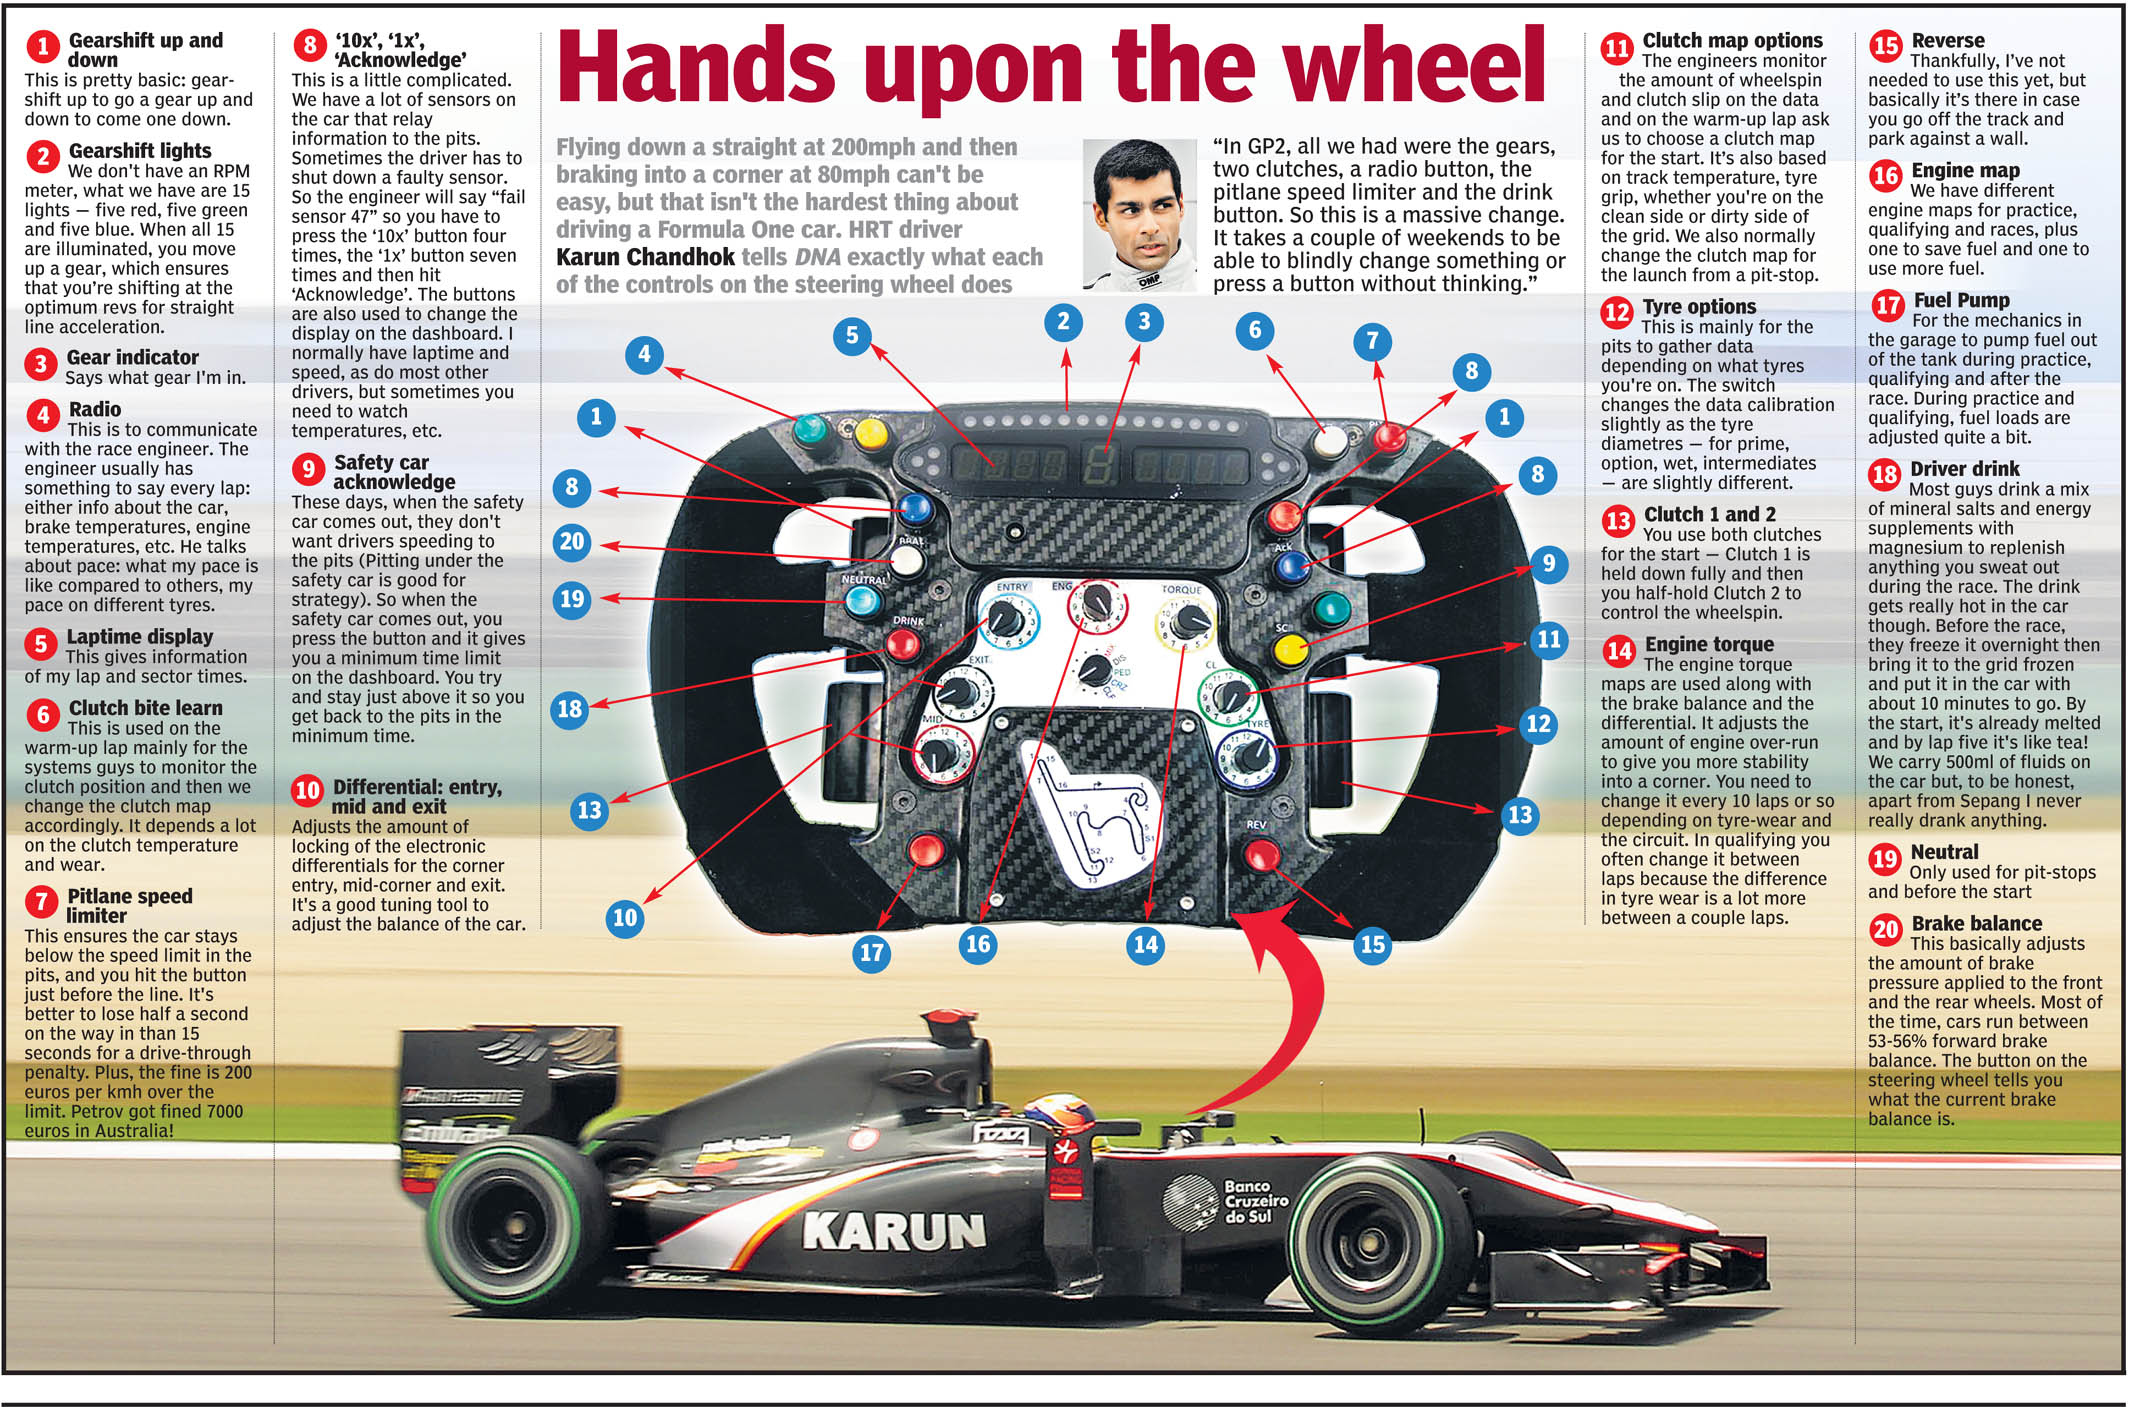 Hands upon the wheel
Flying down a straight at 200mph and then
braking into a corner at 80mph can't be
easy, but that isn't the hardest thing about
driving a Formula One car. HRT driver
Karun Chandhok tells DNA exactly what each
of the controls on the steering wheel does
“In GP2, all we had were the gears,
two clutches, a radio button, the
pitlane speed limiter and the drink
button. So this is a massive change.
It takes a couple of weekends to be
able to blindly change something or
press a button without thinking.”
OMP
1 Gearshift up and
down
This is pretty basic: gear-
shift up to go a gear up and
down to come one down.
2 Gearshift lights
We don't have an RPM
meter, what we have are 15
lights — five red, five green
and five blue. When all 15
are illuminated, you move
up a gear, which ensures
that you're shifting at the
optimum revs for straight
line acceleration.
3 Gear indicator
Says what gear I'm in.
4 Radio
This is to communicate
with the race engineer. The
engineer usually has
something to say every lap:
either info about the car,
brake temperatures, engine
temperatures, etc. He talks
about pace: what my pace is
like compared to others, my
pace on different tyres.
5 Laptime display
This gives information
of my lap and sector times.
6 Clutch bite learn
This is used on the
warm-up lap mainly for the
systems guys to monitor the
clutch position and then we
change the clutch map
accordingly. It depends a lot
on the clutch temperature
and wear.
7 Pitlane speed
limiter
This ensures the car stays
below the speed limit in the
pits, and you hit the button
just before the line. It's
better to lose half a second
on the way in than 15
seconds for a drive-through
penalty. Plus, the fine is 200
euros per kmh over the
limit. Petrov got fined 7000
euros in Australia!
8 ‘10x’, ‘1x’,
‘Acknowledge’
This is a little complicated.
We have a lot of sensors on
the car that relay
information to the pits.
Sometimes the driver has to
shut down a faulty sensor.
So the engineer will say “fail
sensor 47” so you have to
press the ‘10x’ button four
times, the ‘1x’ button seven
times and then hit
‘Acknowledge’. The buttons
are also used to change the
display on the dashboard. I
normally have laptime and
speed, as do most other
drivers, but sometimes you
need to watch
temperatures, etc.
9 Safety car
acknowledge
These days, when the safety
car comes out, they don't
want drivers speeding to
the pits (Pitting under the
safety car is good for
strategy). So when the
safety car comes out, you
press the button and it gives
you a minimum time limit
on the dashboard. You try
and stay just above it so you
get back to the pits in the
minimum time.
10 Differential: entry,
mid and exit
Adjusts the amount of
locking of the electronic
differentials for the corner
entry, mid-corner and exit.
It's a good tuning tool to
adjust the balance of the car.
11 Clutch map options
The engineers monitor
the amount of wheelspin
and clutch slip on the data
and on the warm-up lap ask
us to choose a clutch map
for the start. It’s also based
on track temperature, tyre
grip, whether you're on the
clean side or dirty side of
the grid. We also normally
change the clutch map for
the launch from a pit-stop.
12 Tyre options
This is mainly for the
pits to gather data
depending on what tyres
you're on. The switch
changes the data calibration
slightly as the tyre
diametres — for prime,
option, wet, intermediates
— are slightly different.
13 Clutch 1 and 2
You use both clutches
for the start — Clutch 1 is
held down fully and then
you half-hold Clutch 2 to
control the wheelspin.
14 Engine torque
The engine torque
maps are used along with
the brake balance and the
differential. It adjusts the
amount of engine over-run
to give you more stability
into a corner. You need to
change it every 10 laps or so
depending on tyre-wear and
the circuit. In qualifying you
often change it between
laps because the difference
in tyre wear is a lot more
between a couple laps.
15 Reverse
Thankfully, I’ve not
needed to use this yet, but
basically it’s there in case
you go off the track and
park against a wall.
16 Engine map
We have different
engine maps for practice,
qualifying and races, plus
one to save fuel and one to
use more fuel.
17 Fuel Pump
For the mechanics in
the garage to pump fuel out
of the tank during practice,
qualifying and after the
race. During practice and
qualifying, fuel loads are
adjusted quite a bit.
18 Driver drink
Most guys drink a mix
of mineral salts and energy
supplements with
magnesium to replenish
anything you sweat out
during the race. The drink
gets really hot in the car
though. Before the race,
they freeze it overnight then
bring it to the grid frozen
and put it in the car with
about 10 minutes to go. By
the start, it's already melted
and by lap five it's like tea!
We carry 500ml of fluids on
the car but, to be honest,
apart from Sepang I never
really drank anything.
19 Neutral
Only used for pit-stops
and before the start
20 Brake balance
This basically adjusts
the amount of brake
pressure applied to the front
and the rear wheels. Most of
the time, cars run between
53-56% forward brake
balance. The button on the
steering wheel tells you
what the current brake
balance is.
2 3
4 5 6 7
8
1 1
8 8
20
9
19
11
18
12
13 13
10
17 16 14 15
Ack
NEUTRAL
ENTRY ENG TORQUE
DRINK SC
EXIT MIX DIS PED CRZ CLF CL
MID TYRE
REV
KARUN
Banco
Cruzeiro
do Sul